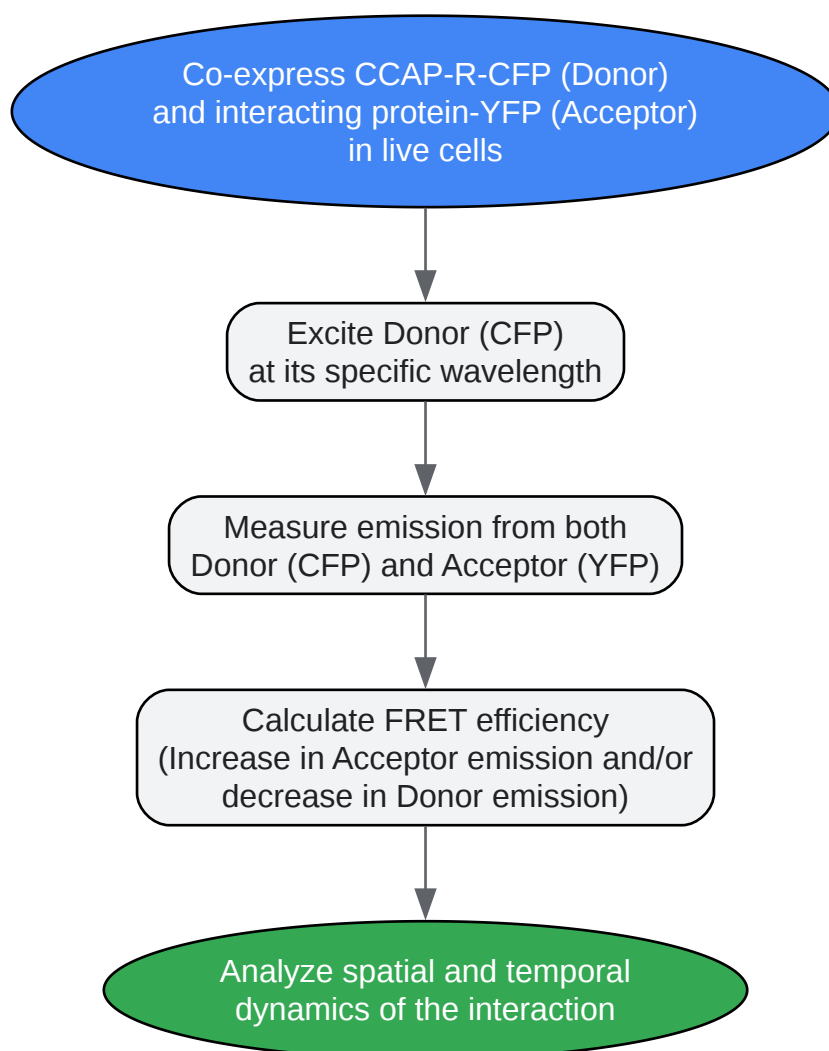 Co-express CCAP-R-CFP (Donor)
and interacting protein-YFP (Acceptor)
in live cells
Excite Donor (CFP)
at its specific wavelength
Measure emission from both
Donor (CFP) and Acceptor (YFP)
Calculate FRET efficiency
(Increase in Acceptor emission and/or
decrease in Donor emission)
Analyze spatial and temporal
dynamics of the interaction